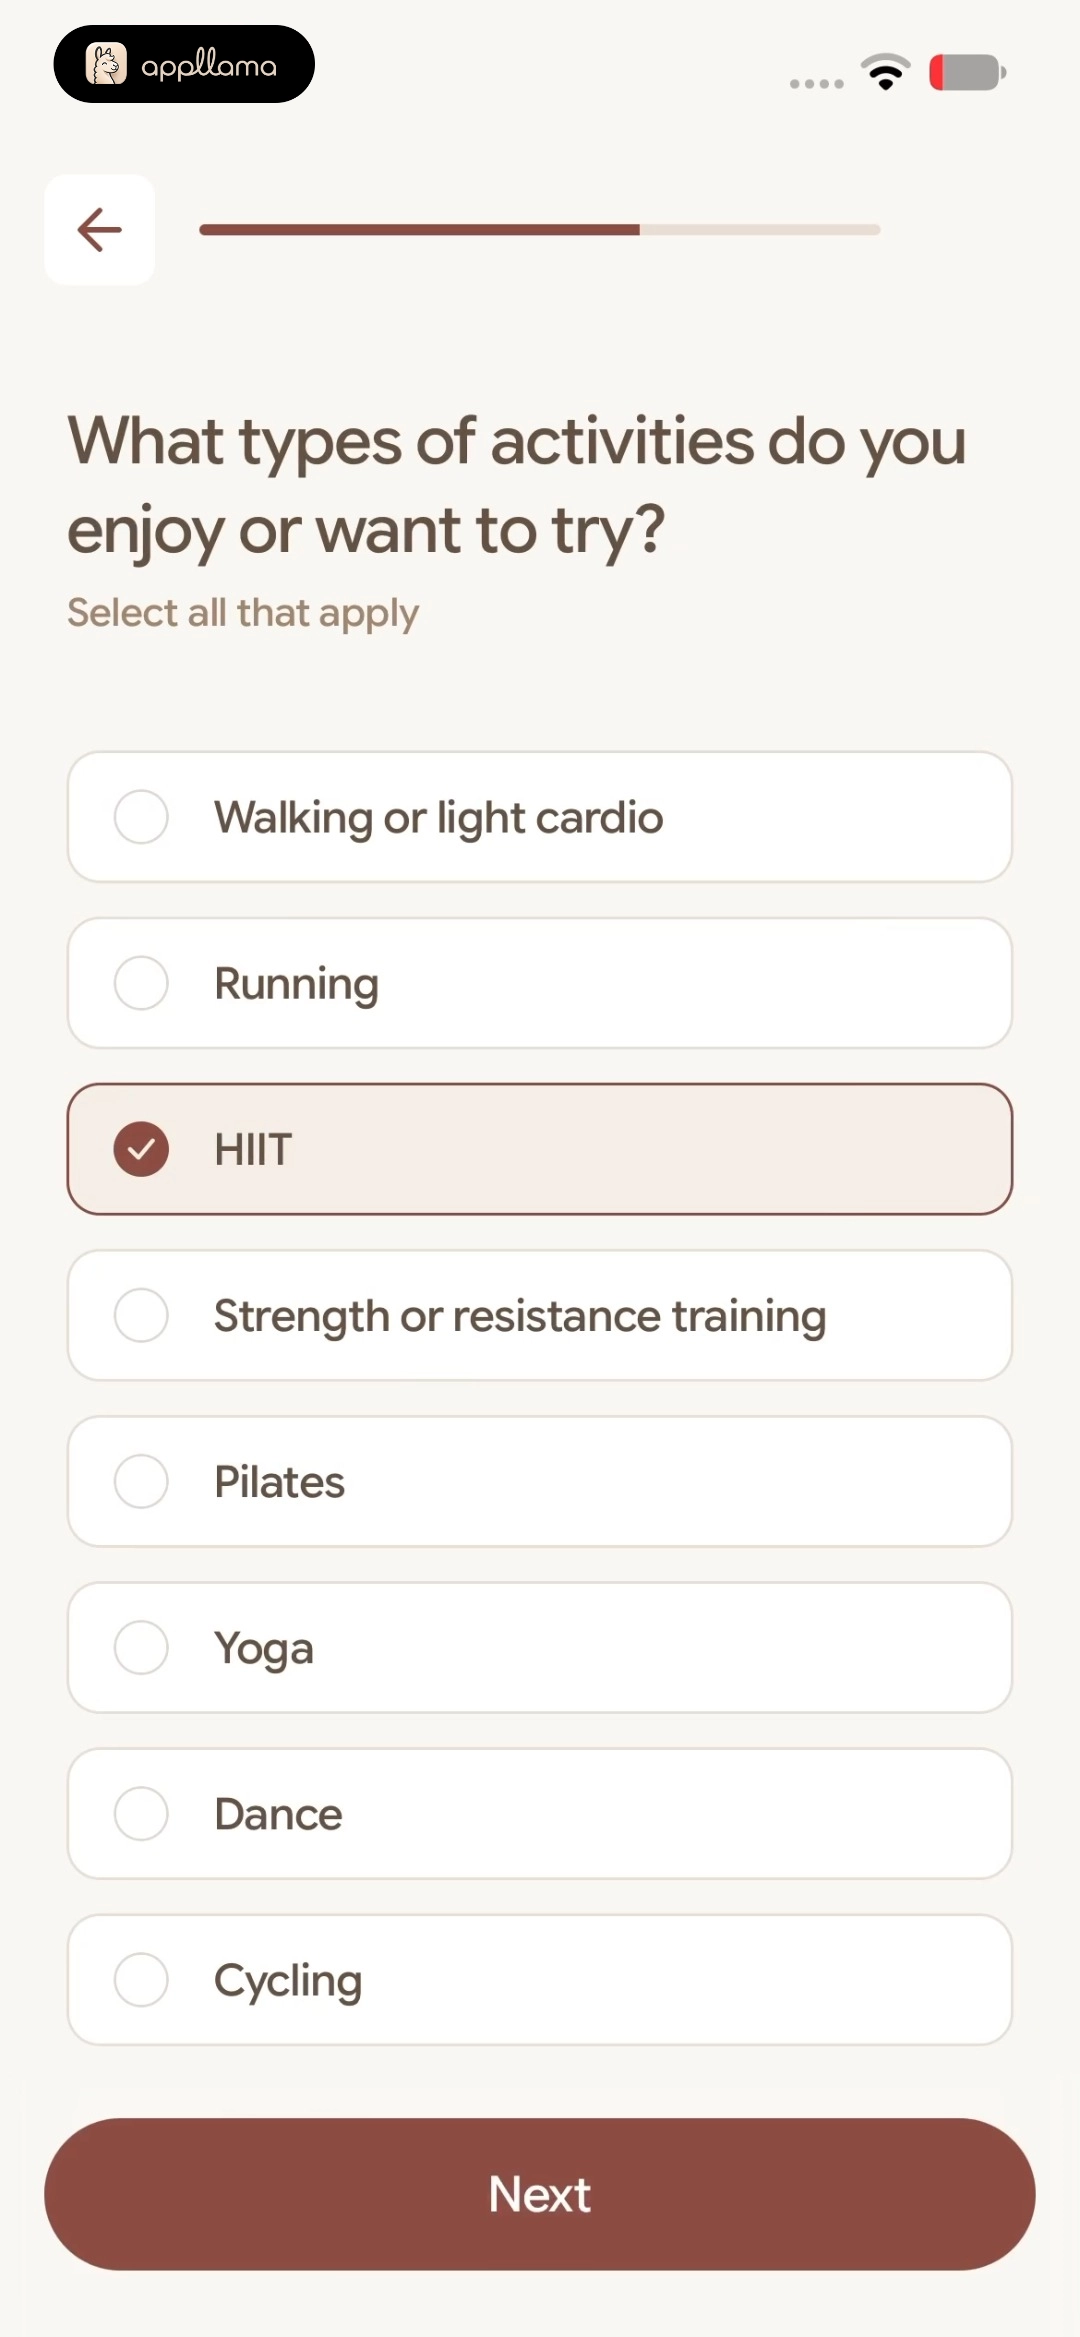 appllama
What types of activities do you
enjoy or want to try?
Select all that apply
Walking or light cardio
Running
HIIT
Strength or resistance training
Pilates
Yoga
Dance
Cycling
Next